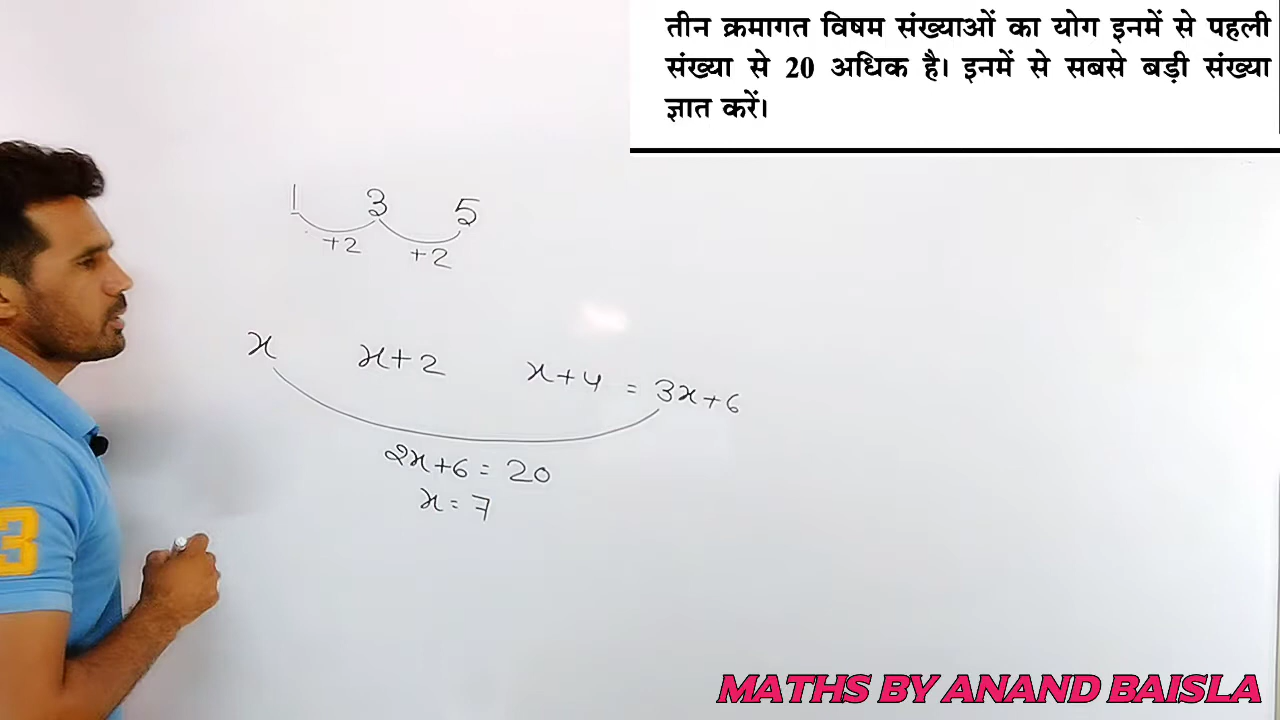 तीन क्रमागत विषम संख्याओं का योग इनमें से पहली
संख्या से 20 अधिक है। इनमें से सबसे बड़ी संख्या
ज्ञात करें।
1 3 5
+2 +2
x x+2 x+4 = 3x+6
2x+6 = 20
x = 7
3
MATHS BY ANAND BAISLA